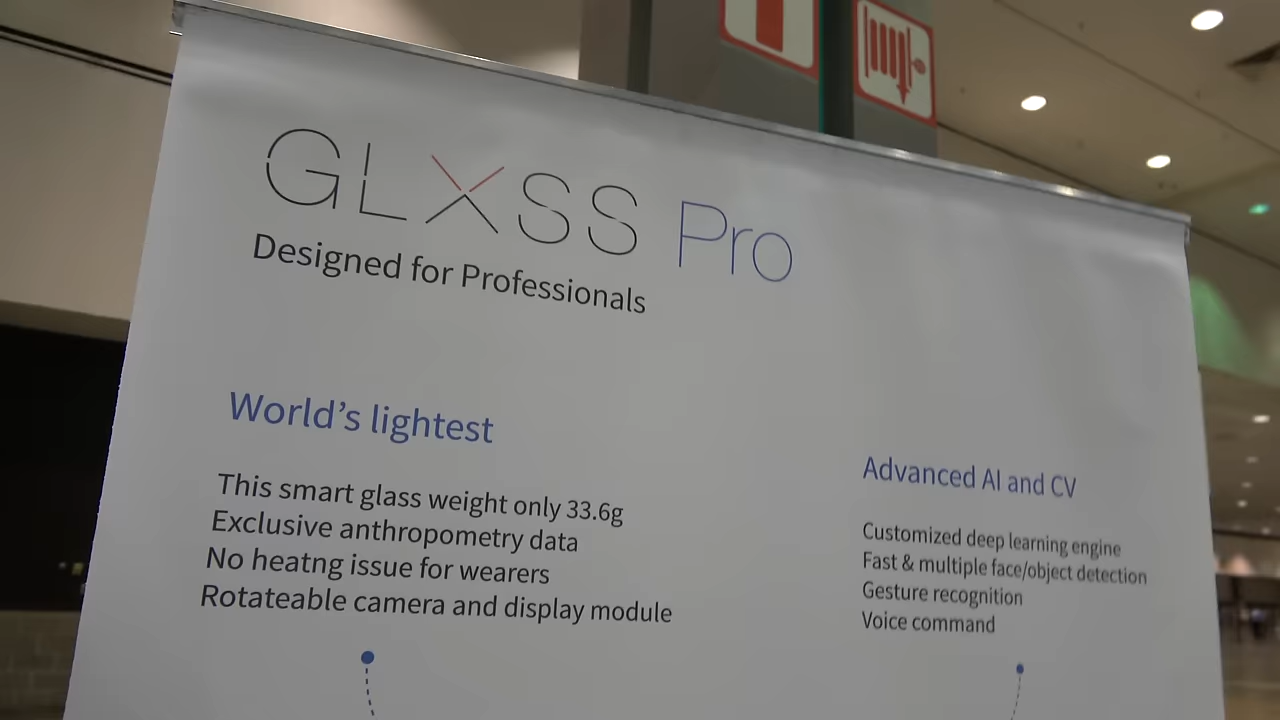 GLXSS Pro
Designed for Professionals
World's lightest
This smart glass weight only 33.6g
Exclusive anthropometry data
No heatng issue for wearers
Rotateable camera and display module
Advanced AI and CV
Customized deep learning engine
Fast & multiple face/object detection
Gesture recognition
Voice command